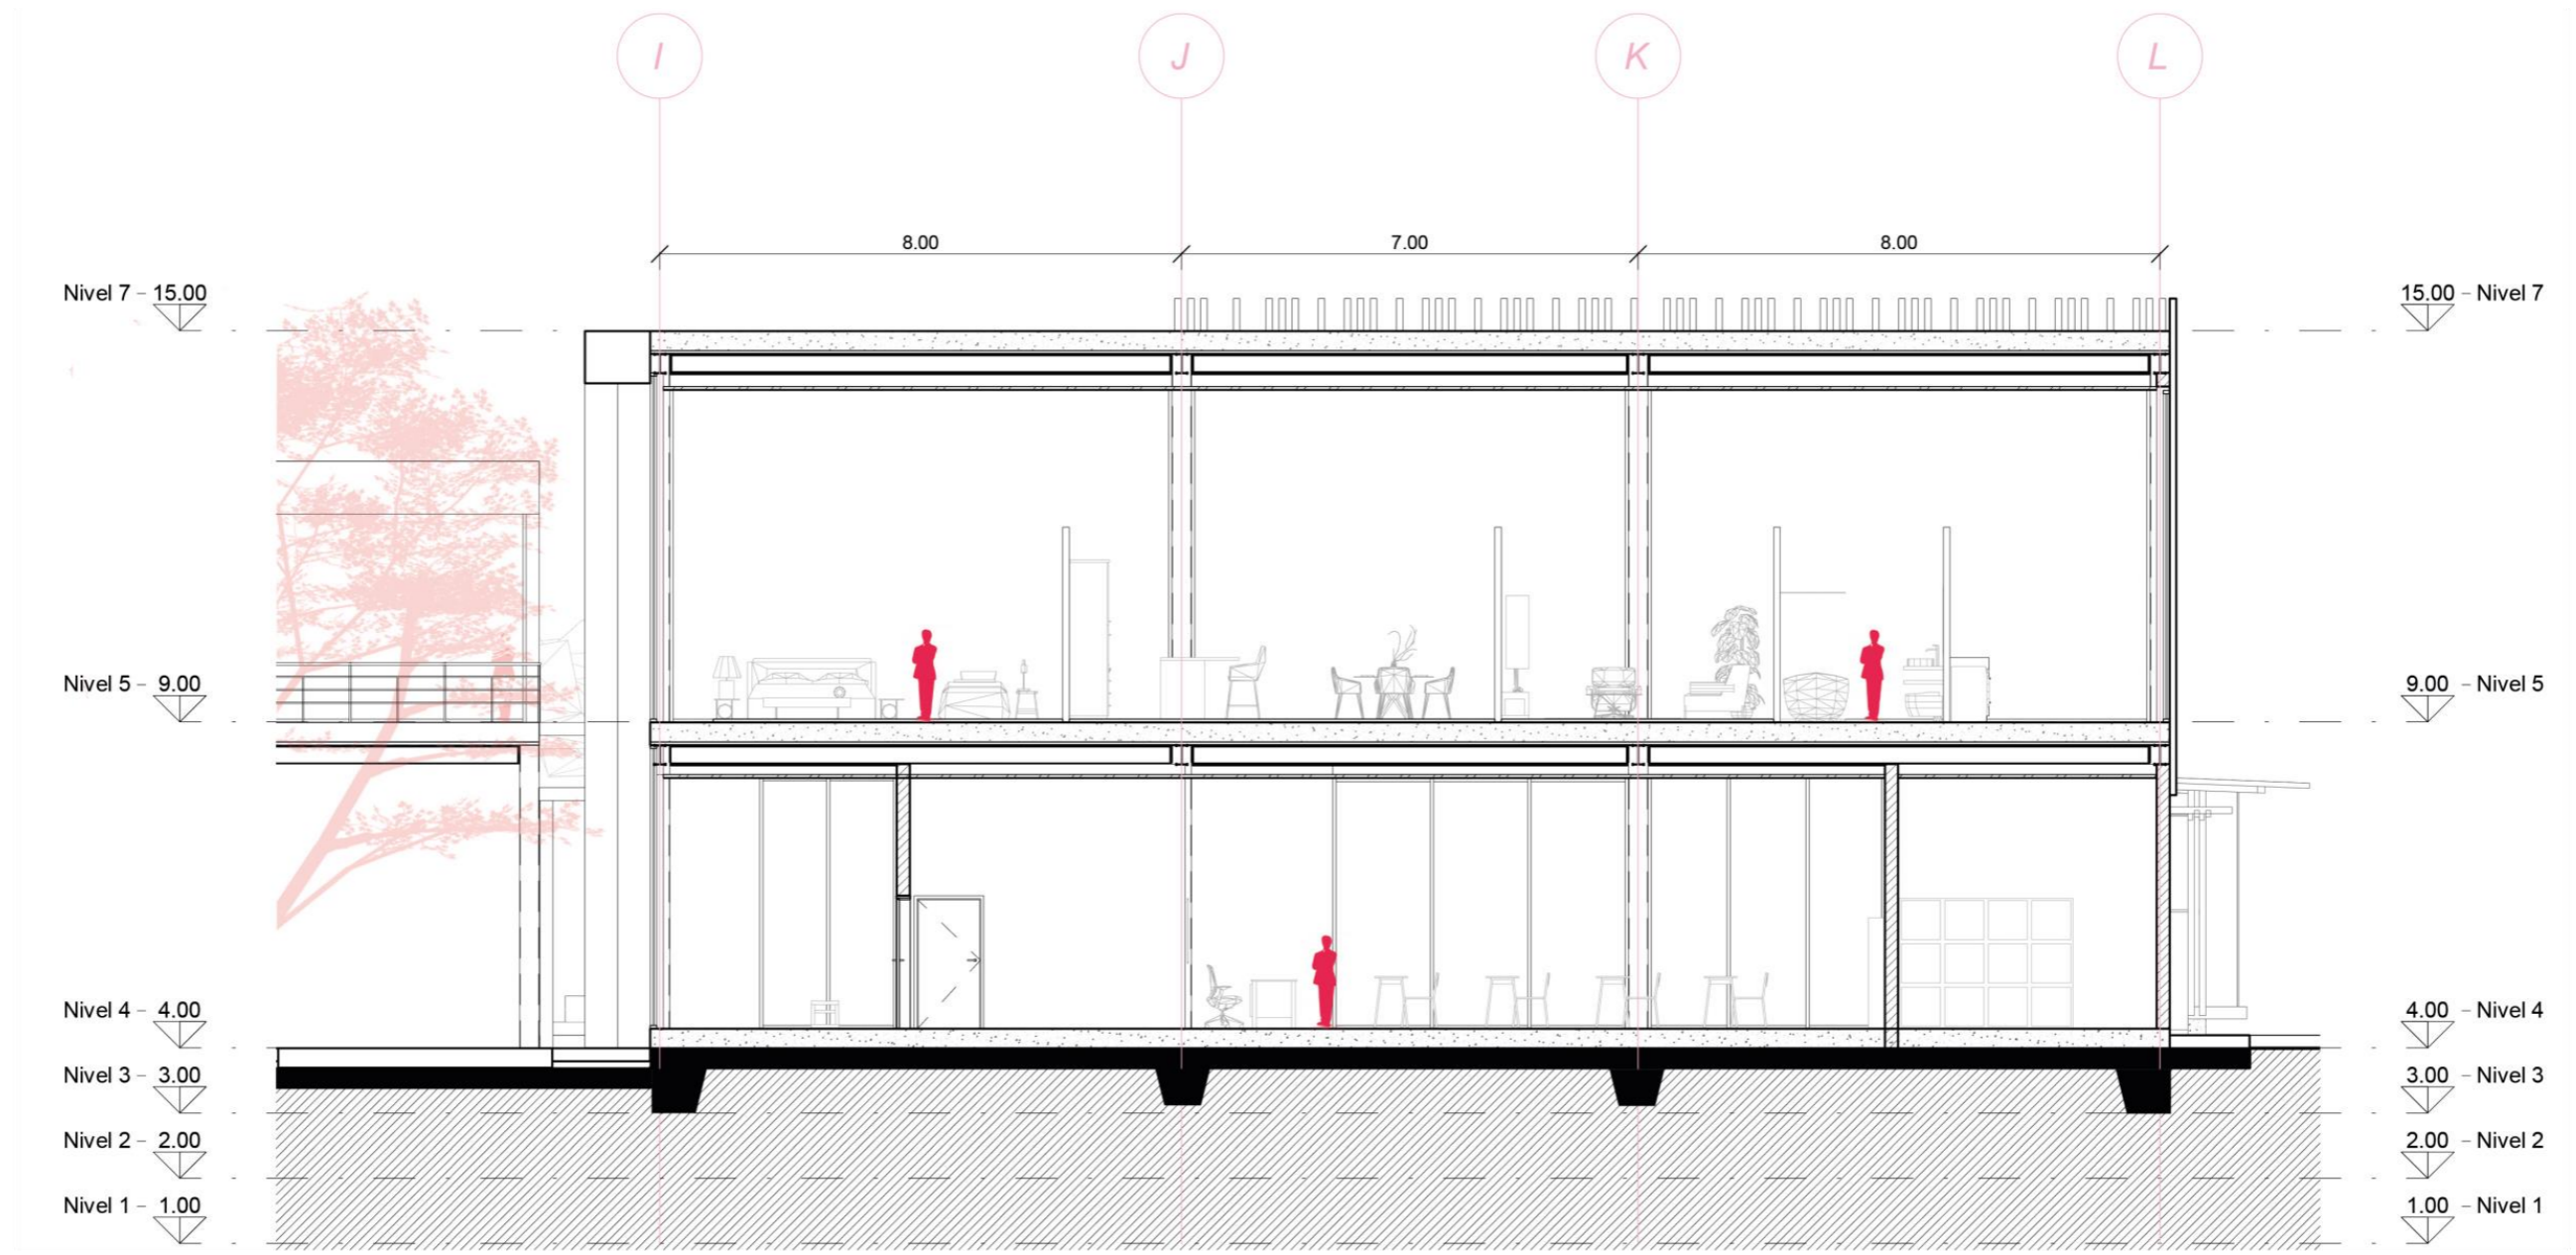 I J K L
8.00 7.00 8.00
Nivel 7 – 15.00
15.00 – Nivel 7
Nivel 5 – 9.00
9.00 – Nivel 5
Nivel 4 – 4.00
4.00 – Nivel 4
Nivel 3 – 3.00
3.00 – Nivel 3
Nivel 2 – 2.00
2.00 – Nivel 2
Nivel 1 – 1.00
1.00 – Nivel 1